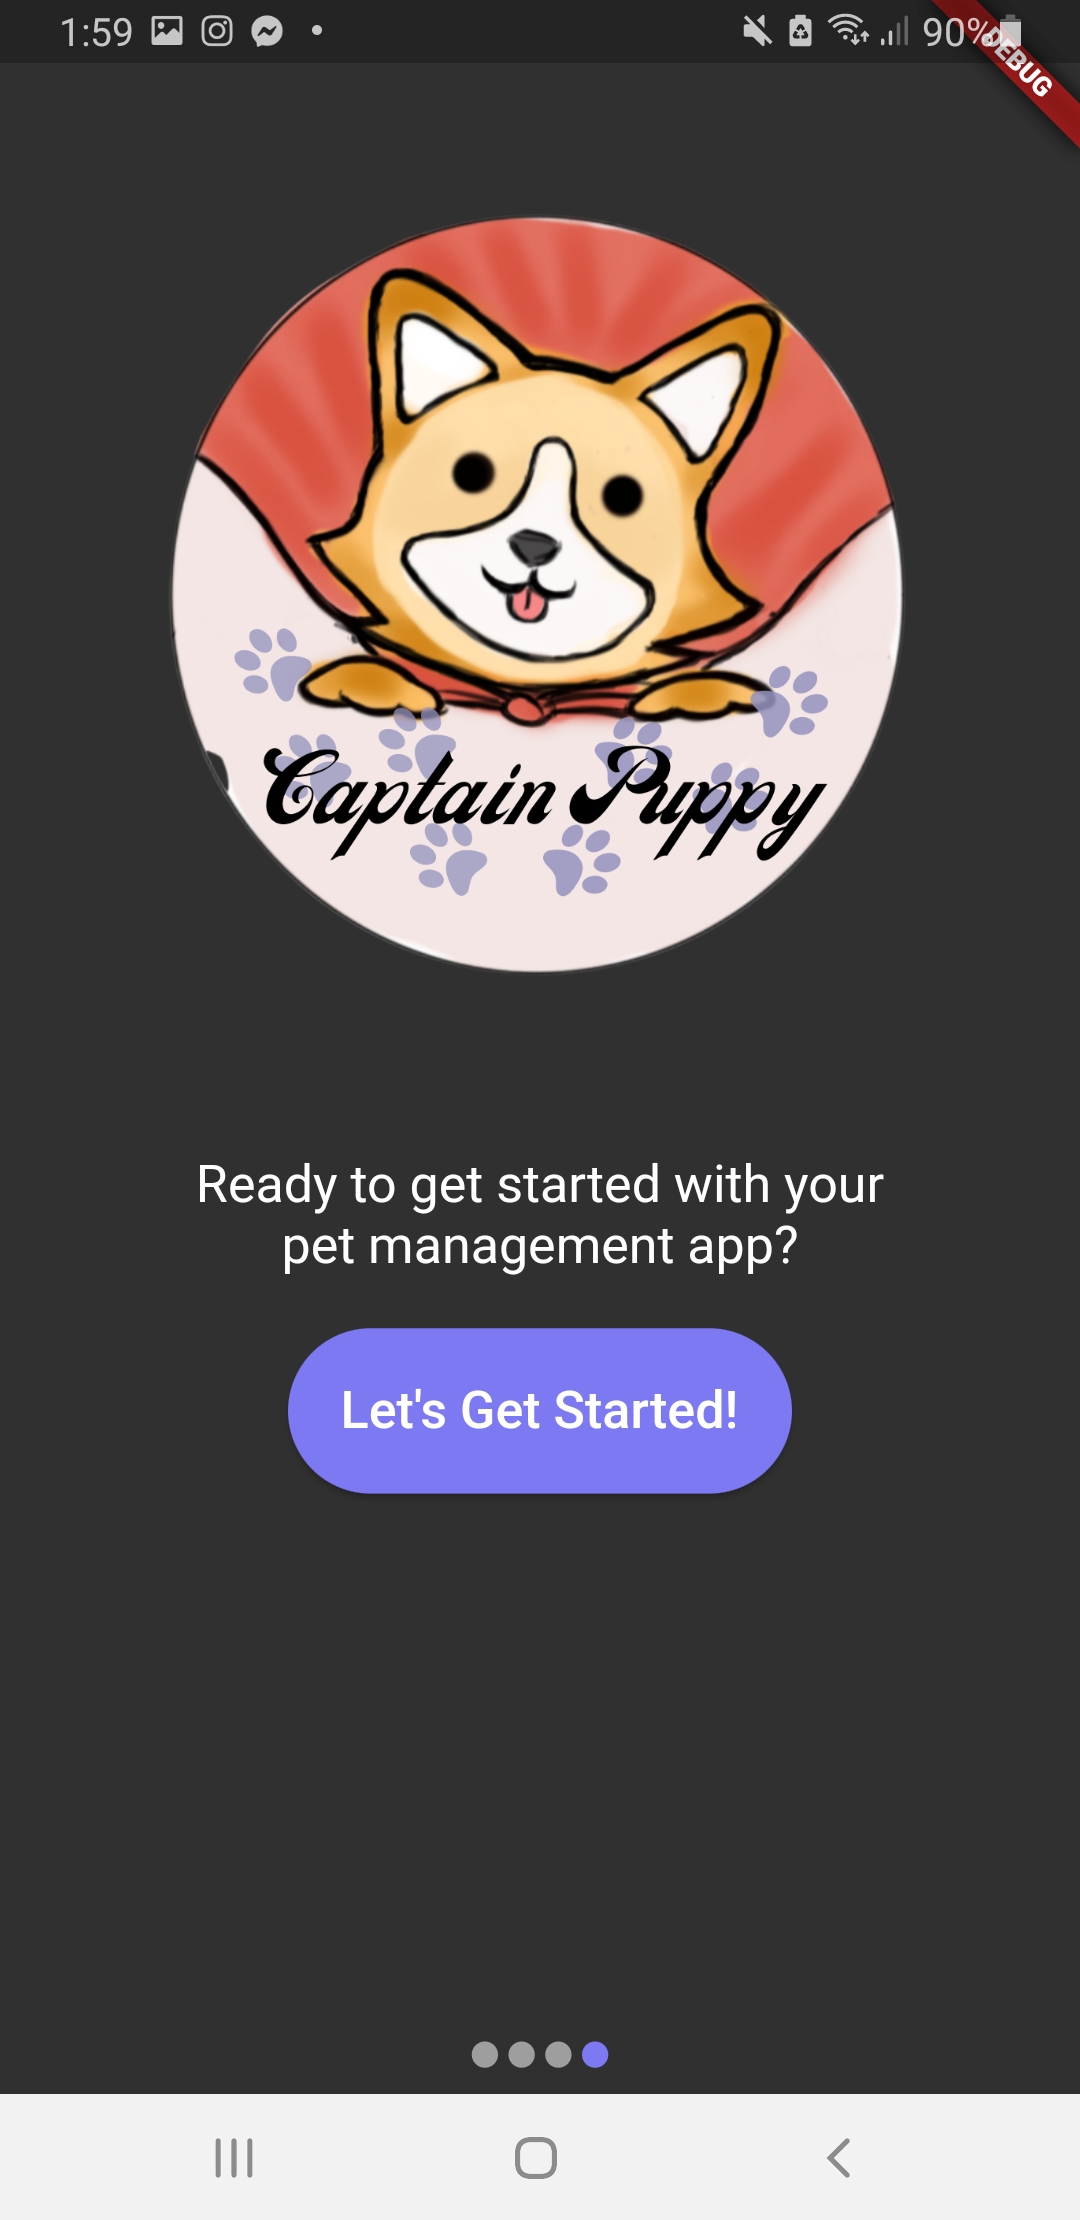 1:59
90%
DEBUG
Captain Puppy
Ready to get started with your
pet management app?
Let's Get Started!